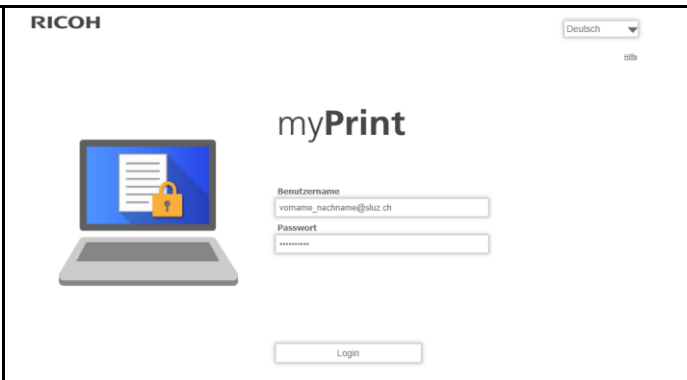 RICOH
Deutsch
Hilfe
myPrint
Benutzername
vorname_nachname@sluz.ch
Passwort
••••••••••
Login